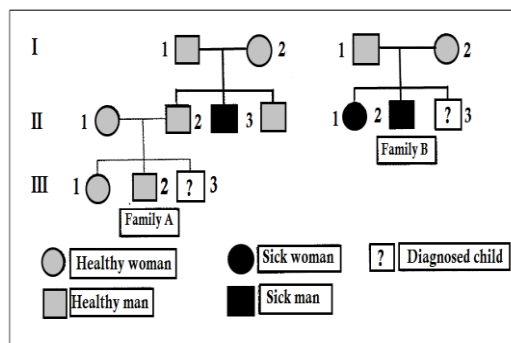 I
1
2
1
2
II
1
2
3
1
2
?
3
Family B
III
1
2
?
3
Family A
Healthy woman
Sick woman
?
Diagnosed child
Healthy man
Sick man